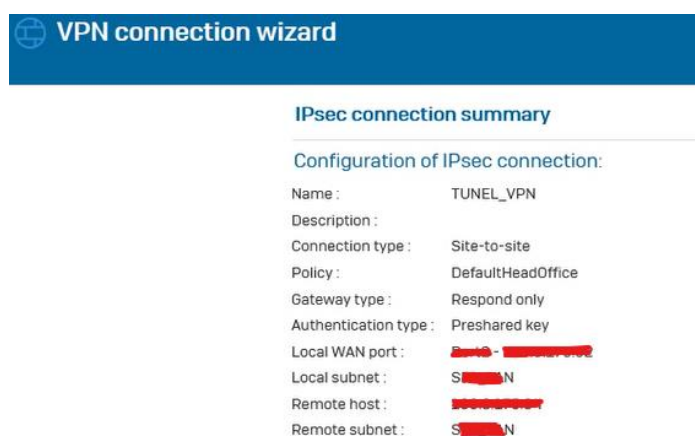 VPN connection wizard
IPsec connection summary
Configuration of IPsec connection:
Name : TUNEL_VPN
Description :
Connection type : Site-to-site
Policy : DefaultHeadOffice
Gateway type : Respond only
Authentication type : Preshared key
Local WAN port :
Local subnet :
Remote host :
Remote subnet :